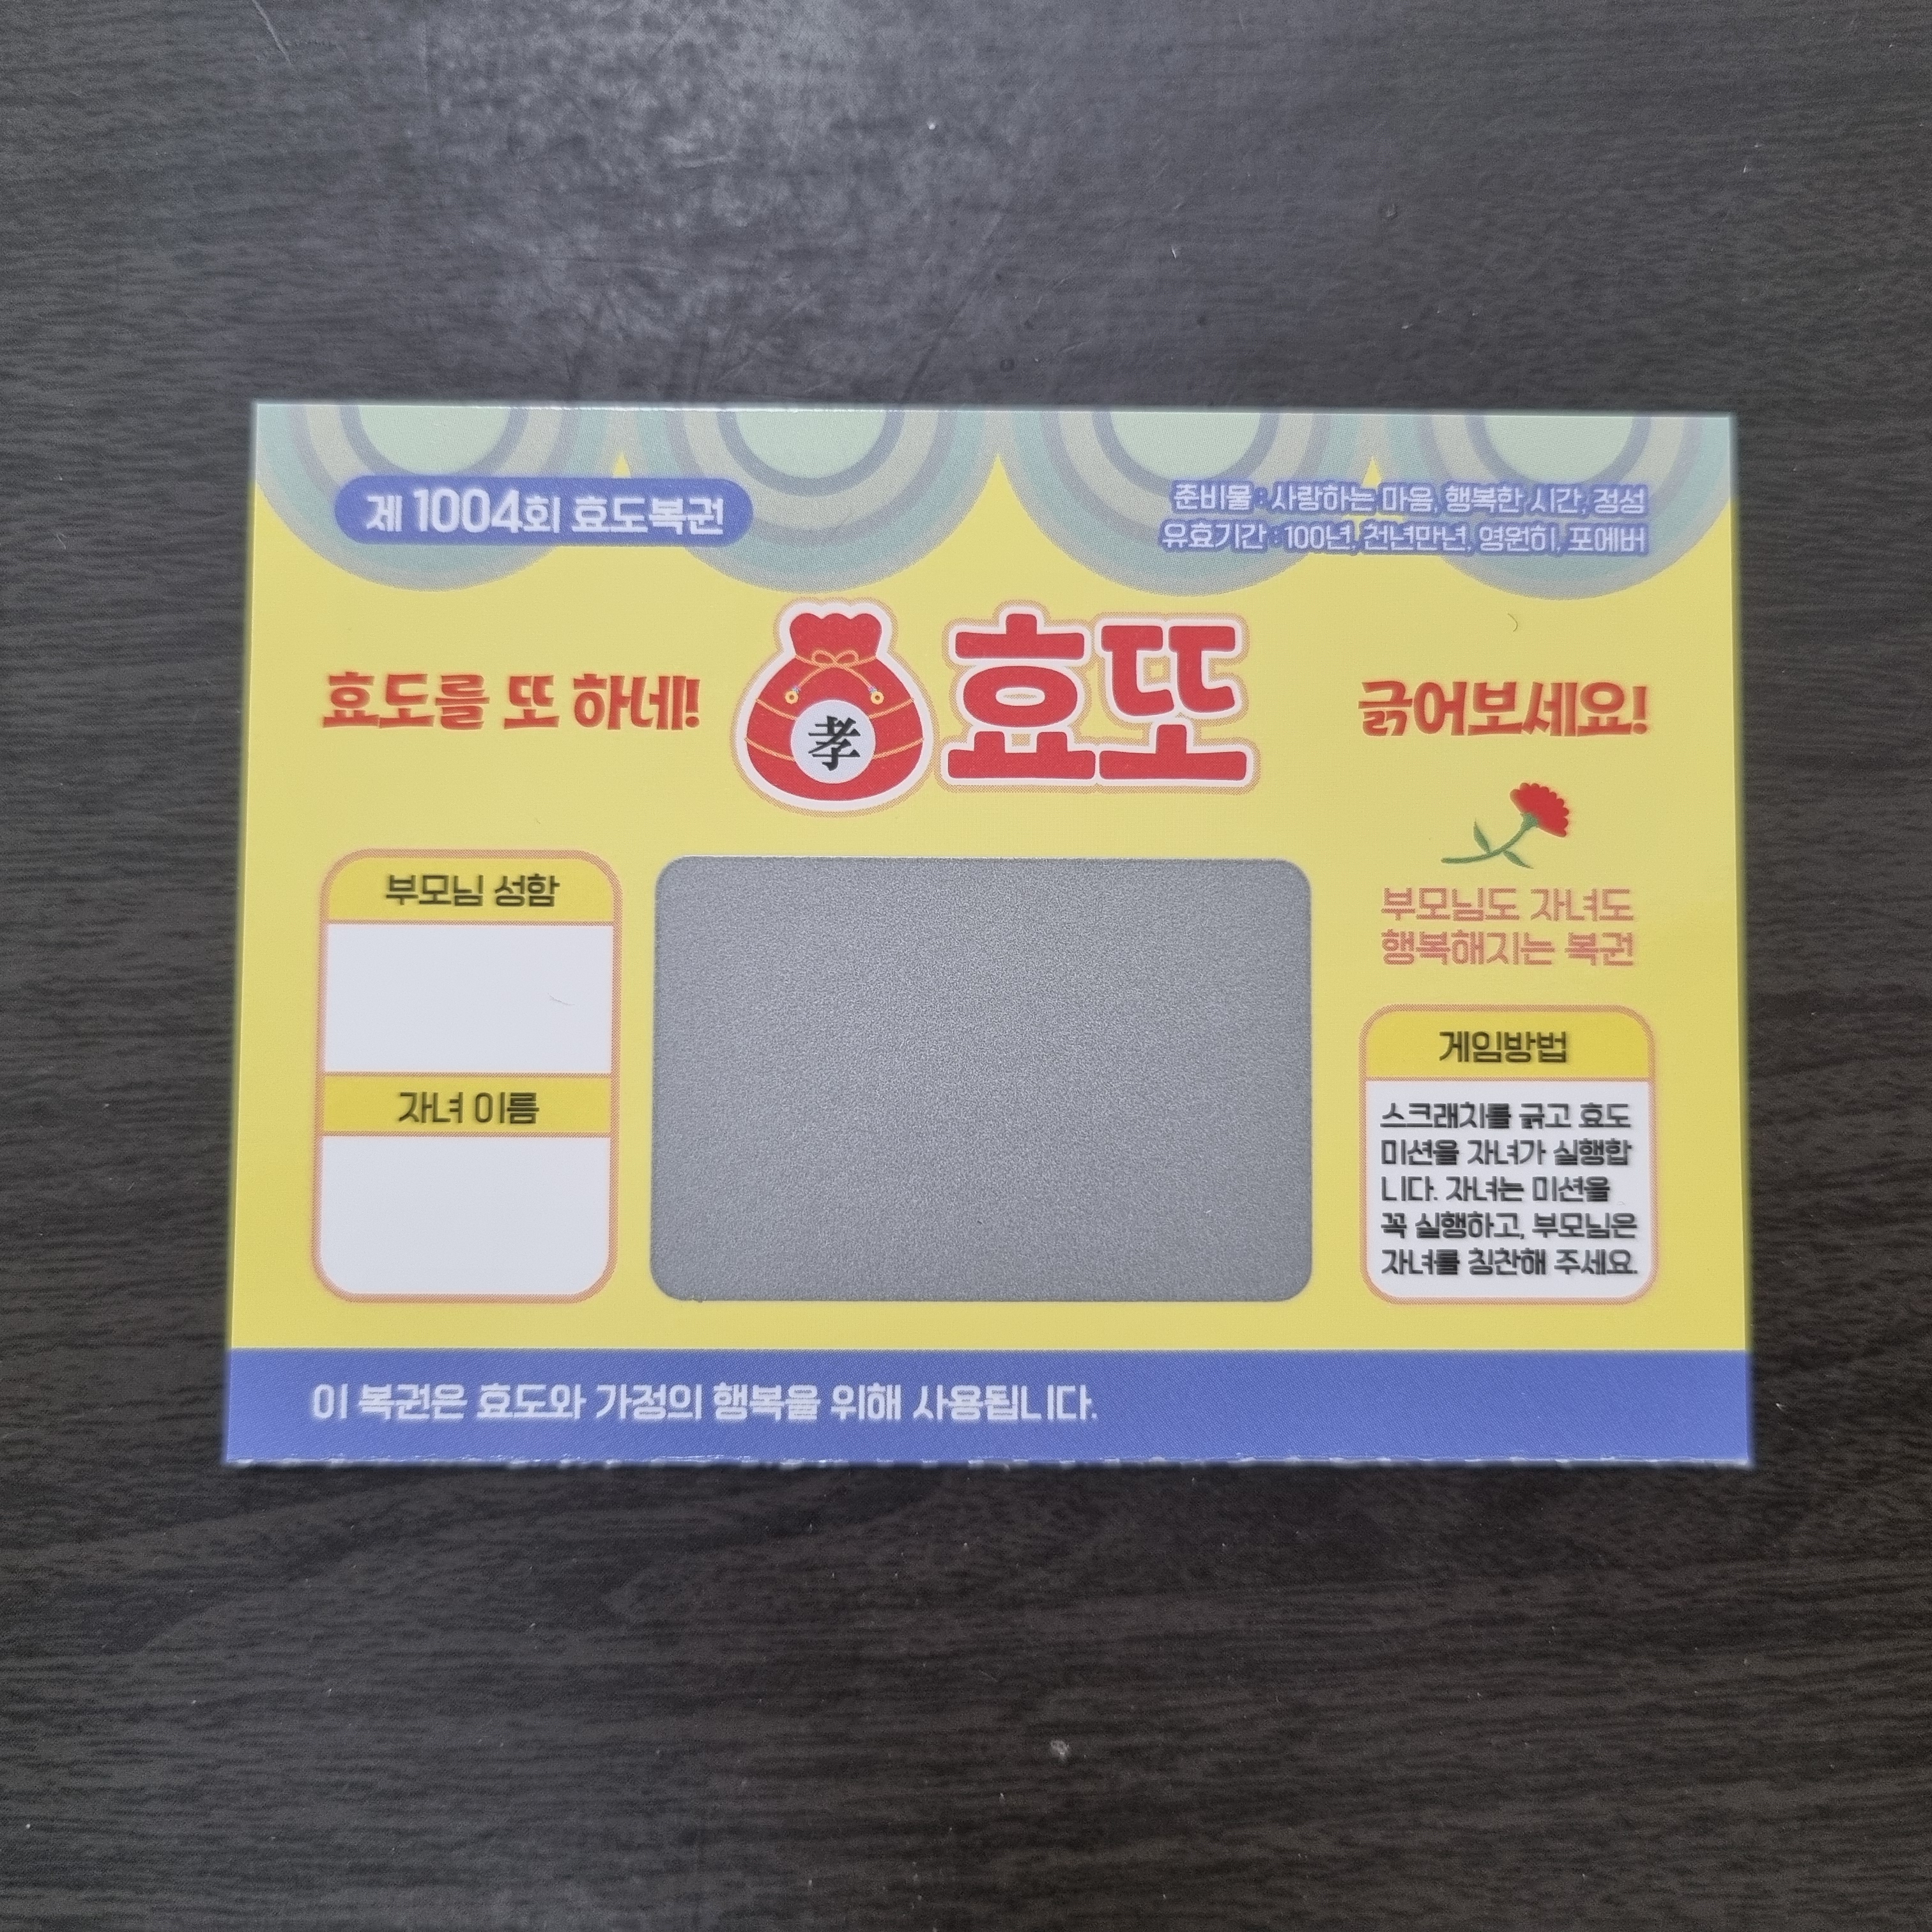 제 1004회 효도복권
준비물 : 사랑하는 마음, 행복한 시간, 정성
유효기간 : 100년, 천년만년, 영원히, 포에버
효도를 또 하네!
孝
효또
긁어보세요!
부모님 성함
자녀 이름
부모님도 자녀도
행복해지는 복권
게임방법
스크래치를 긁고 효도
미션을 자녀가 실행합
니다. 자녀는 미션을
꼭 실행하고, 부모님은
자녀를 칭찬해 주세요.
이 복권은 효도와 가정의 행복을 위해 사용됩니다.